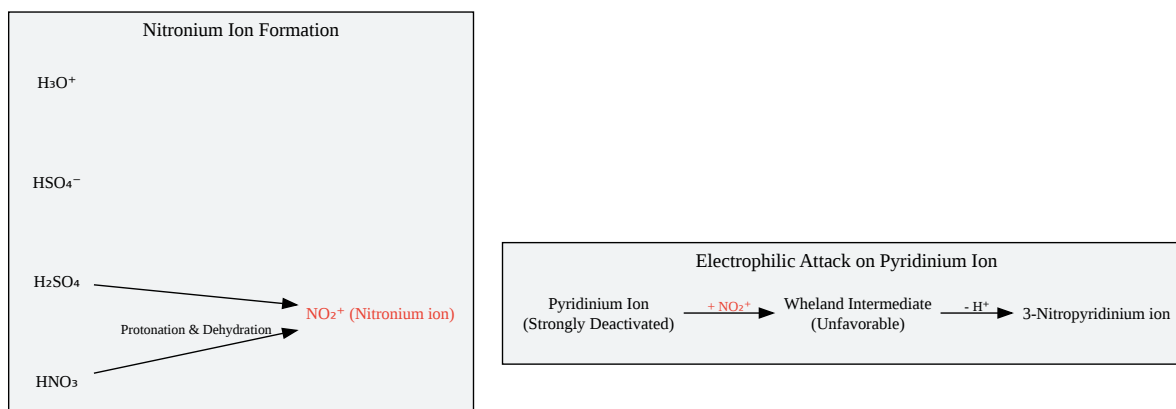 Nitronium Ion Formation
H₃O⁺
HSO₄⁻
H₂SO₄
NO₂⁺ (Nitronium ion)
Protonation & Dehydration
HNO₃
Electrophilic Attack on Pyridinium Ion
Pyridinium Ion
(Strongly Deactivated)
+ NO₂⁺
Wheland Intermediate
(Unfavorable)
- H⁺
3-Nitropyridinium ion